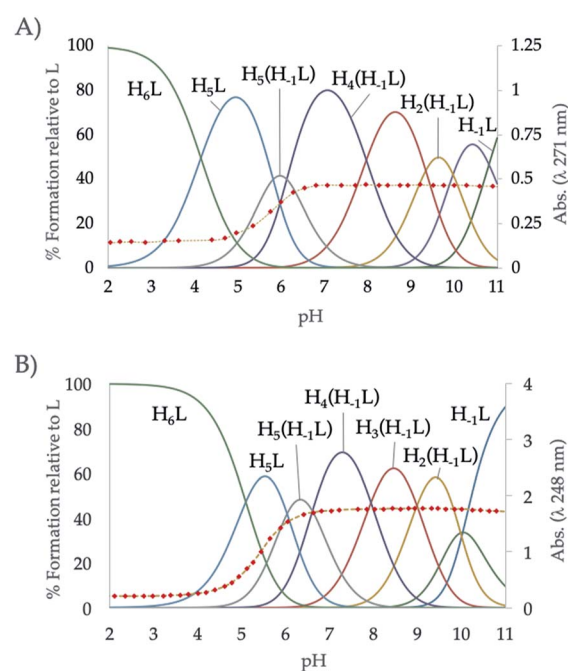 A)
% Formation relative to L
100
80
60
40
20
0
H₆L
H₅L
H₅(H₋₁L)
H₄(H₋₁L)
H₂(H₋₁L)
H₋₁L
1.25
1
0.75
0.5
0.25
0
Abs. (λ 271 nm)
2 3 4 5 6 7 8 9 10 11
pH
B)
% Formation relative to L
100
80
60
40
20
0
H₆L
H₅L
H₅(H₋₁L)
H₄(H₋₁L)
H₃(H₋₁L)
H₂(H₋₁L)
H₋₁L
4
3
2
1
0
Abs. (λ 248 nm)
2 3 4 5 6 7 8 9 10 11
pH